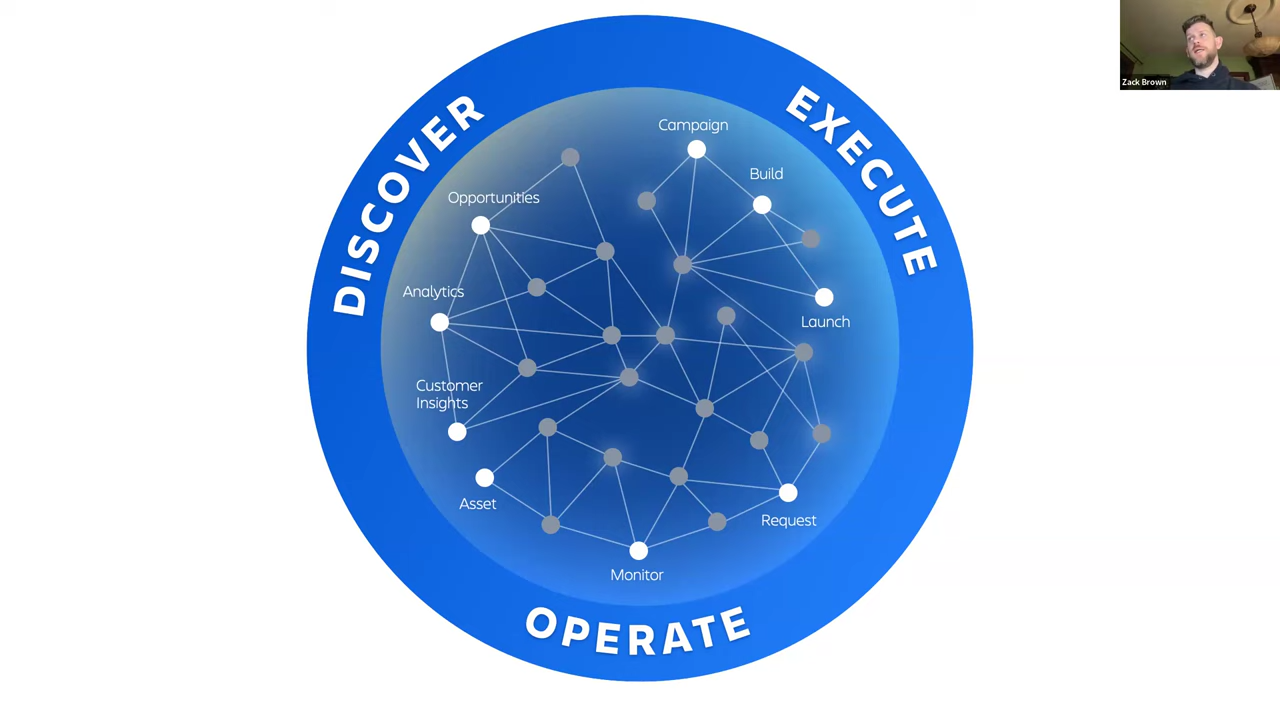 DISCOVER
EXECUTE
OPERATE
Campaign
Build
Opportunities
Analytics
Launch
Customer
Insights
Asset
Request
Monitor
Zack Brown